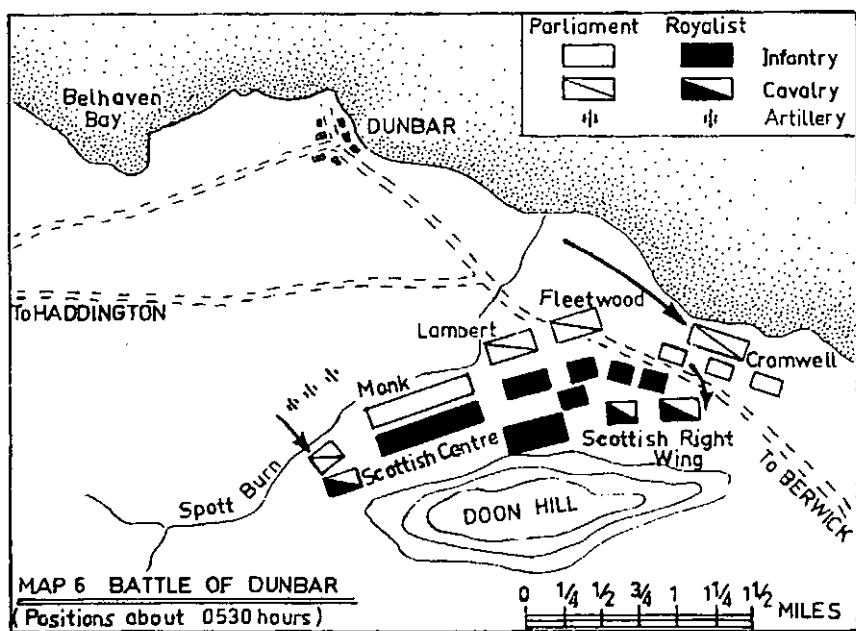 Parliament Royalist
Infantry
Cavalry
Artillery
Belhaven
Bay
DUNBAR
To HADDINGTON
Fleetwood
Lambert
Cromwell
Monk
Scottish Centre
Scottish Right
Wing
Spott Burn
DOON HILL
To BERWICK
MAP 6 BATTLE OF DUNBAR
(Positions about 0530 hours)
0 1/4 1/2 3/4 1 1 1/4 1 1/2
MILES